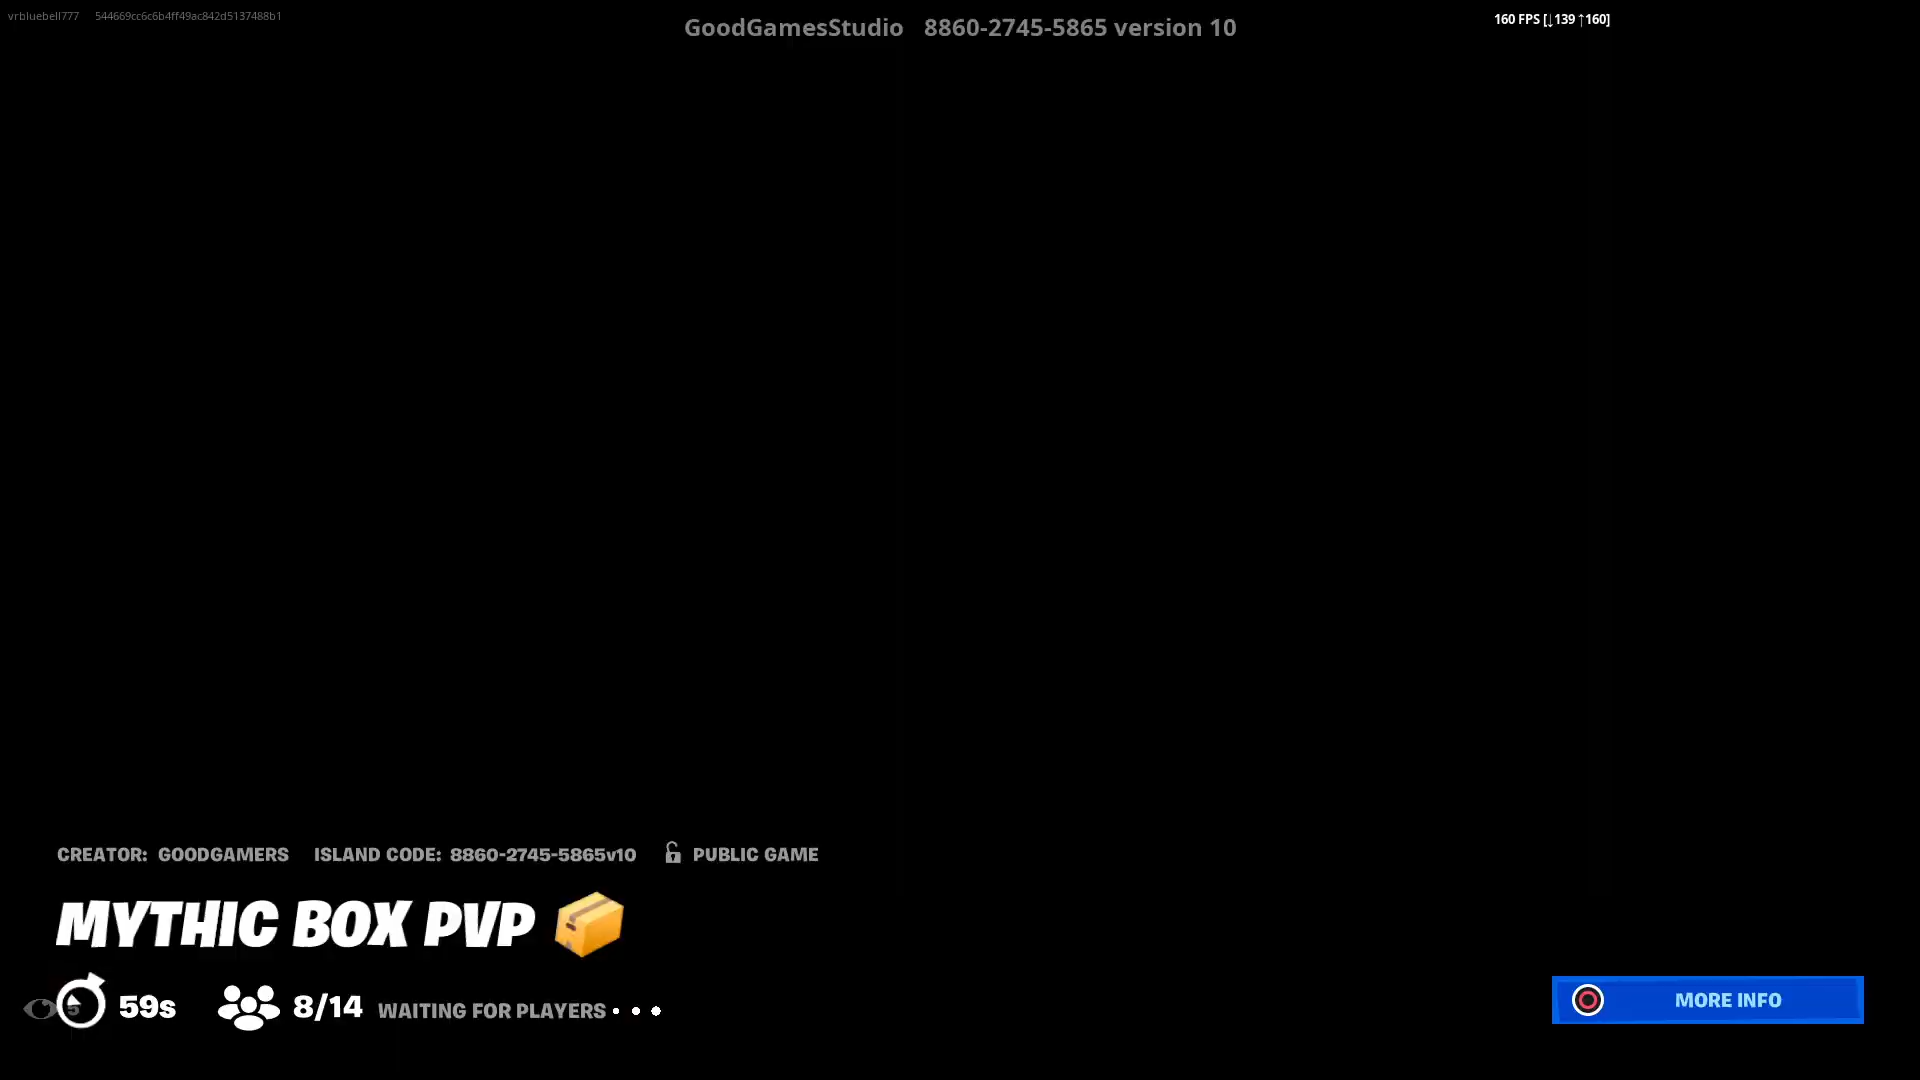 vrbluebell777 544669cc6c6b4ff49ac842d5137488b1
GoodGamesStudio 8860-2745-5865 version 10
160 FPS [↓139 ↑160]
CREATOR: GOODGAMERS ISLAND CODE: 8860-2745-5865v10 PUBLIC GAME
MYTHIC BOX PVP
5 59s 8/14 WAITING FOR PLAYERS
MORE INFO